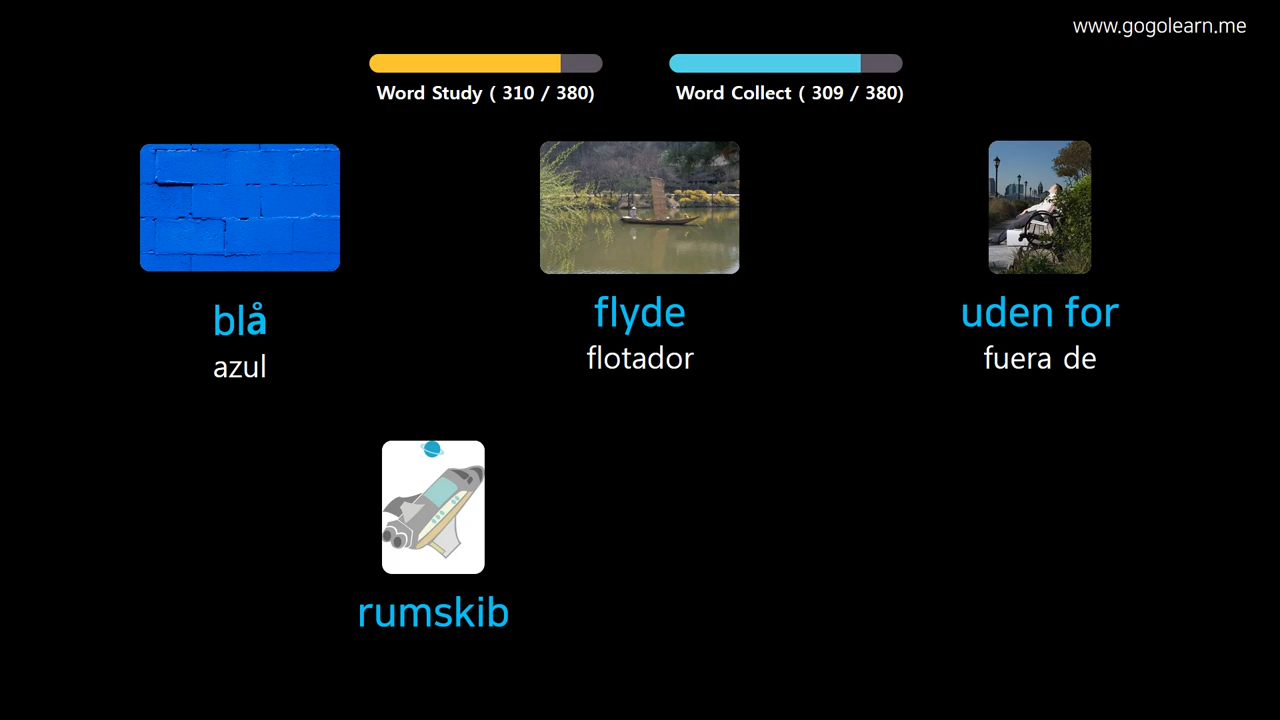 www.gogolearn.me
Word Study ( 310 / 380)
Word Collect ( 309 / 380)
blå
azul
flyde
flotador
uden for
fuera de
rumskib